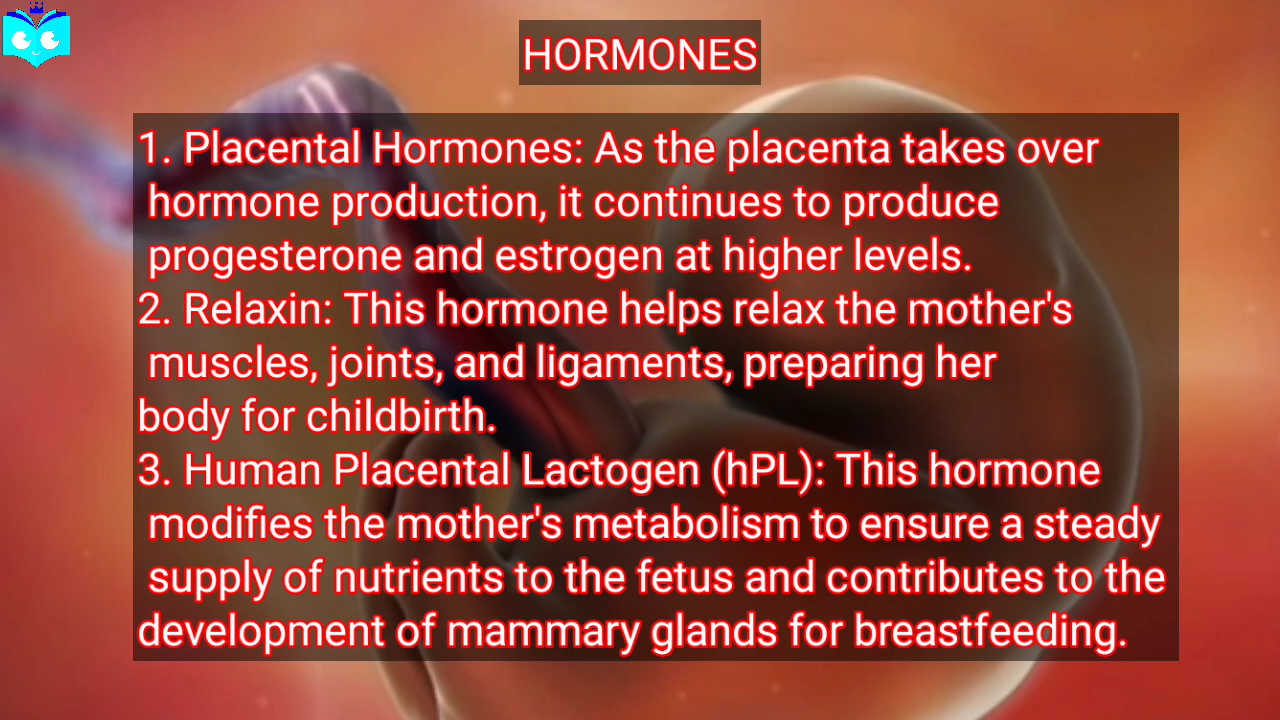 HORMONES
1. Placental Hormones: As the placenta takes over
hormone production, it continues to produce
progesterone and estrogen at higher levels.
2. Relaxin: This hormone helps relax the mother's
muscles, joints, and ligaments, preparing her
body for childbirth.
3. Human Placental Lactogen (hPL): This hormone
modifies the mother's metabolism to ensure a steady
supply of nutrients to the fetus and contributes to the
development of mammary glands for breastfeeding.